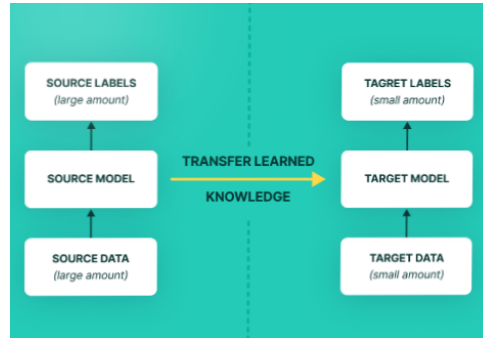 SOURCE LABELS
(large amount)
TAGRET LABELS
(small amount)
SOURCE MODEL
TRANSFER LEARNED
KNOWLEDGE
TARGET MODEL
SOURCE DATA
(large amount)
TARGET DATA
(small amount)